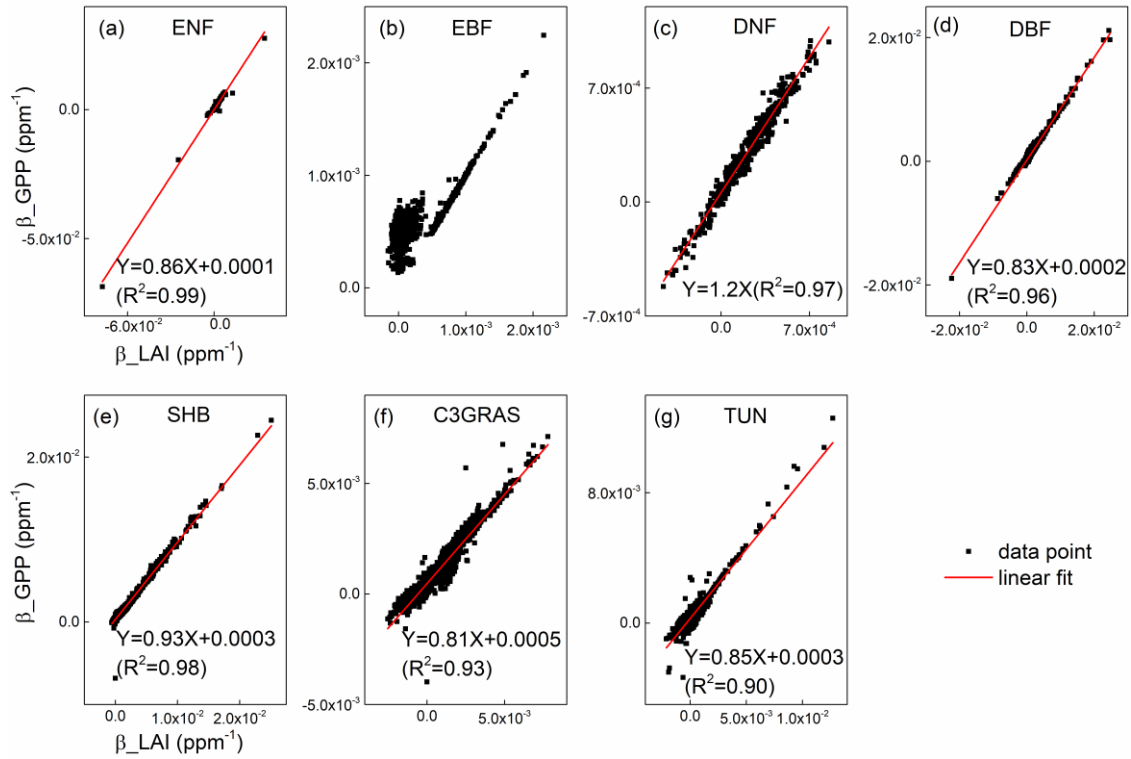 (a) ENF
0.0
-5.0x10⁻²
β_GPP (ppm⁻¹)
Y=0.86X+0.0001
(R²=0.99)
-6.0x10⁻² 0.0
β_LAI (ppm⁻¹)
(b) EBF
2.0x10⁻³
1.0x10⁻³
0.0
0.0 1.0x10⁻³ 2.0x10⁻³
(c) DNF
7.0x10⁻⁴
0.0
-7.0x10⁻⁴
Y=1.2X(R²=0.97)
0.0 7.0x10⁻⁴
(d) DBF
2.0x10⁻²
0.0
-2.0x10⁻²
Y=0.83X+0.0002
(R²=0.96)
-2.0x10⁻² 0.0 2.0x10⁻²
(e) SHB
2.0x10⁻²
0.0
β_GPP (ppm⁻¹)
Y=0.93X+0.0003
(R²=0.98)
0.0 1.0x10⁻² 2.0x10⁻²
β_LAI (ppm⁻¹)
(f) C3GRAS
5.0x10⁻³
0.0
-5.0x10⁻³
Y=0.81X+0.0005
(R²=0.93)
0.0 5.0x10⁻³
(g) TUN
8.0x10⁻³
0.0
Y=0.85X+0.0003
(R²=0.90)
0.0 5.0x10⁻³ 1.0x10⁻²
data point
linear fit